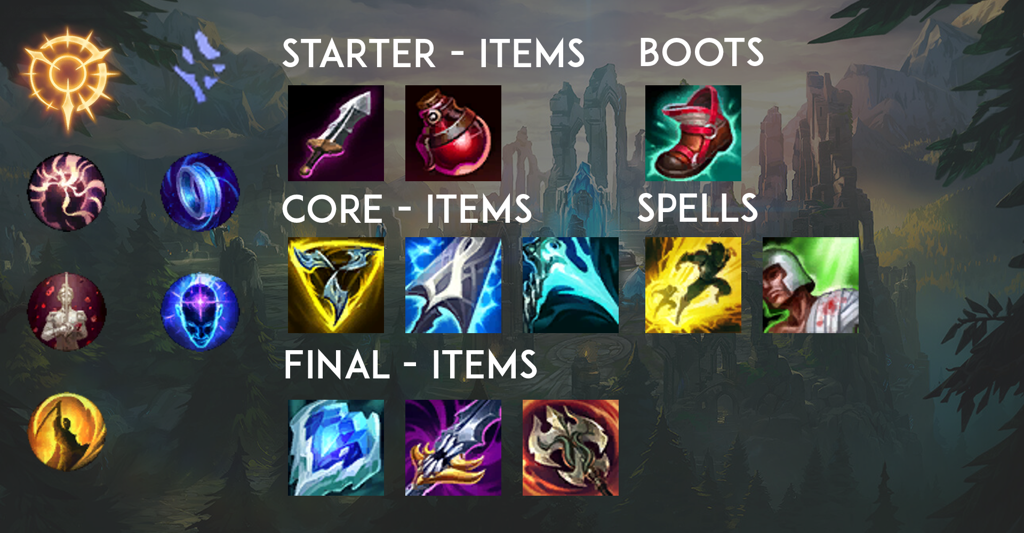 STARTER - ITEMS
BOOTS
CORE - ITEMS
SPELLS
FINAL - ITEMS